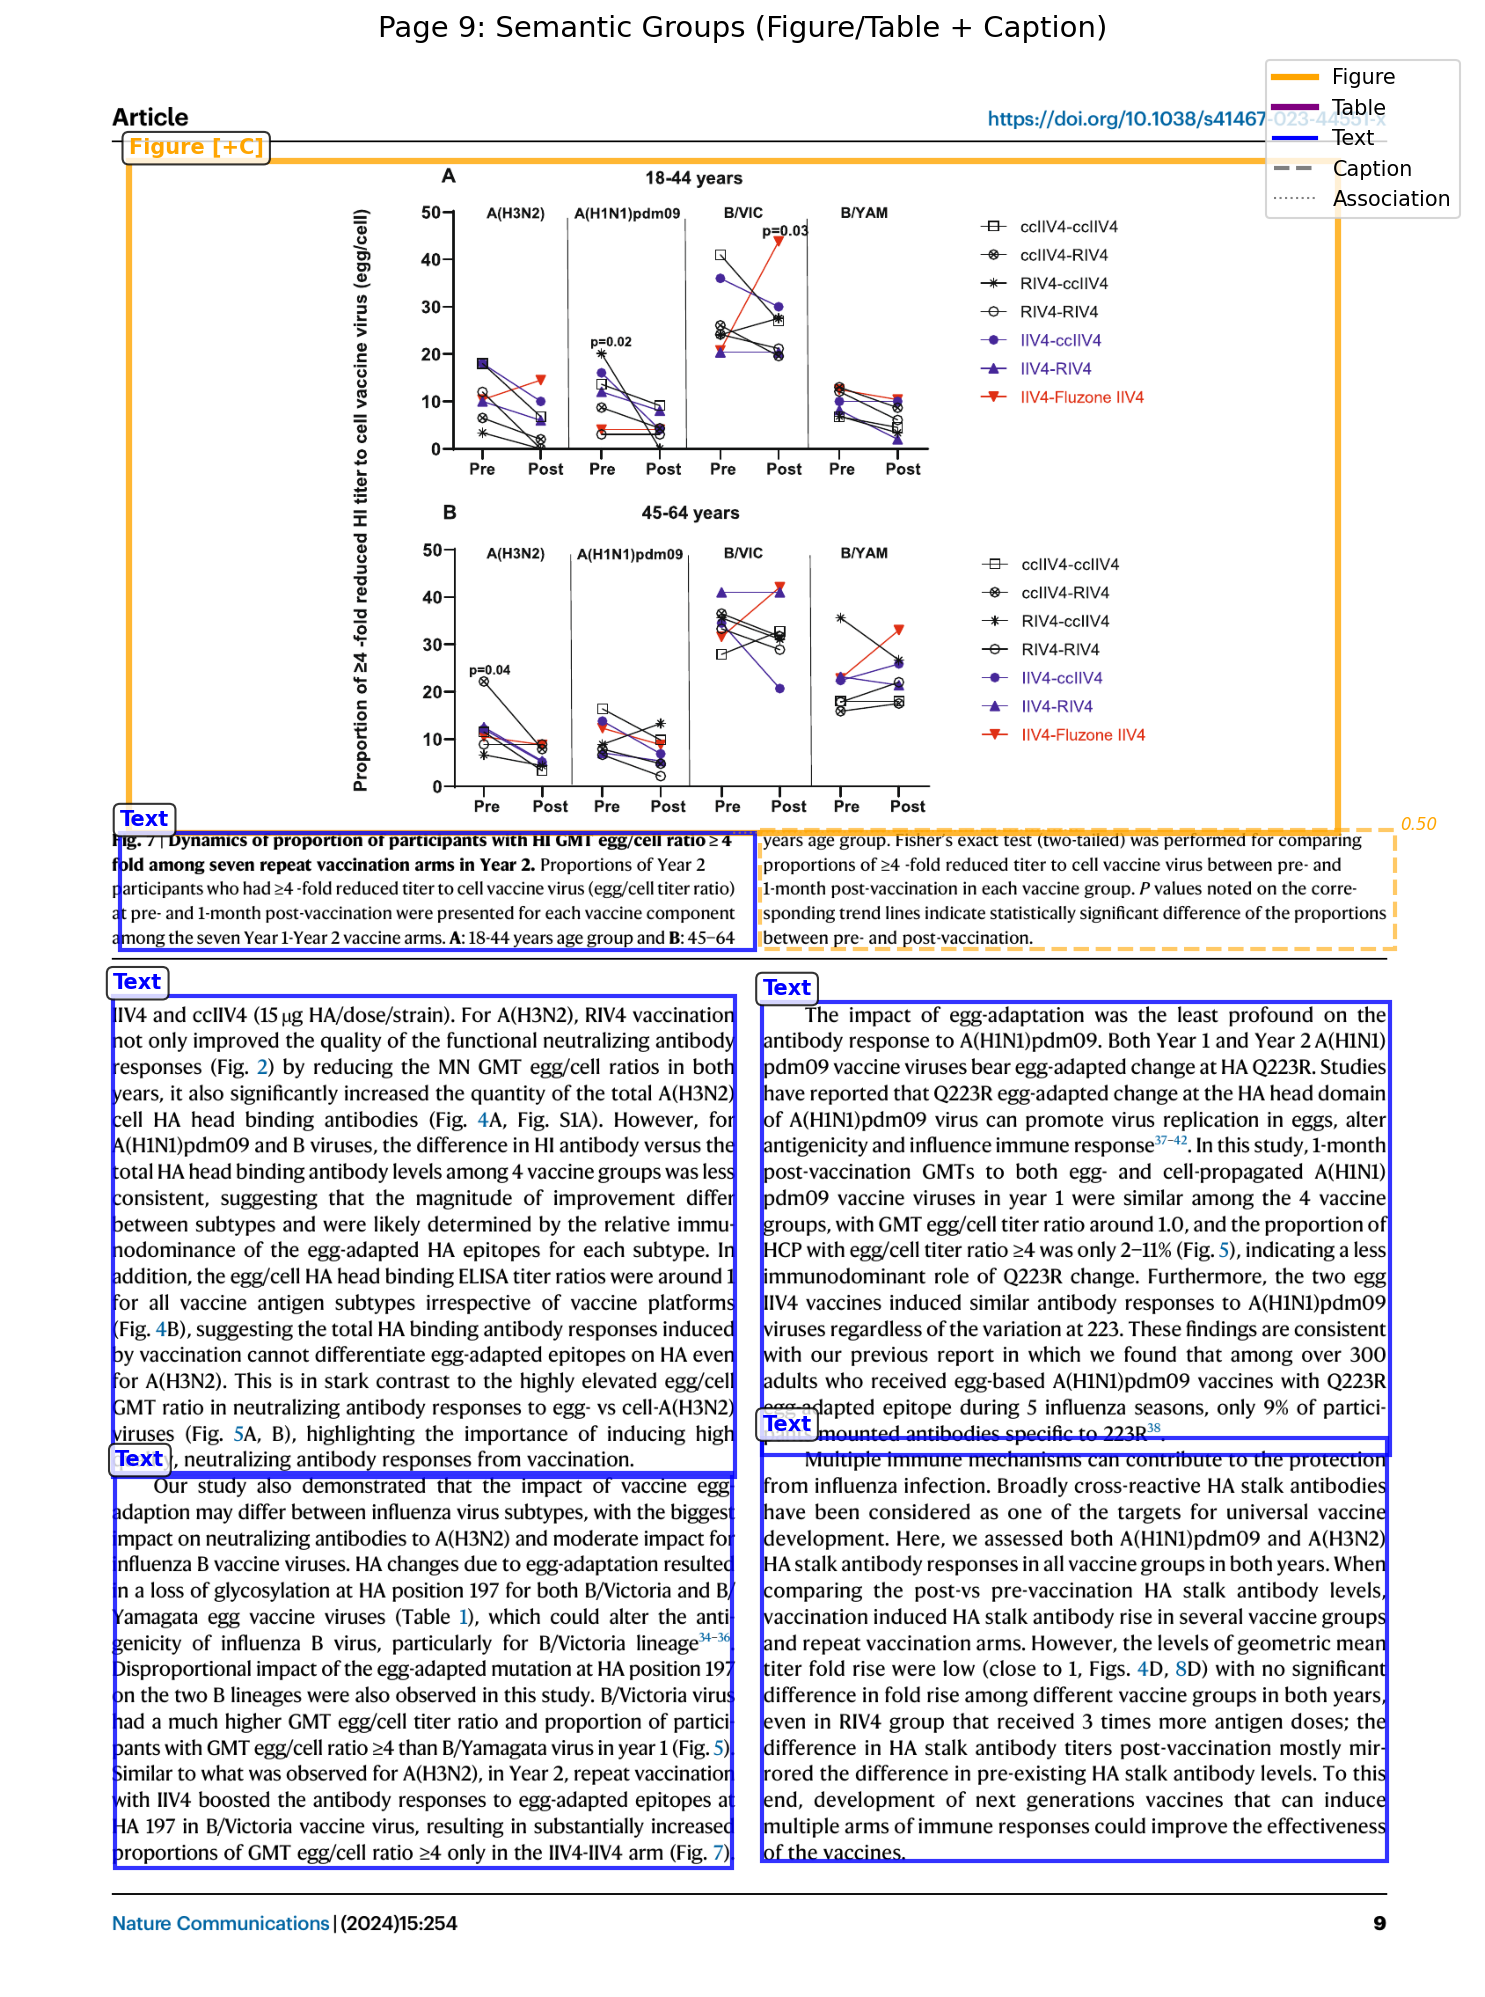 Page 9: Semantic Groups (Figure/Table + Caption)
Figure
Table
Text
Caption
Association
Article
https://doi.org/10.1038/s41467-023-44551-x
Figure [+C]
Proportion of ≥4 -fold reduced HI titer to cell vaccine virus (egg/cell)
A
18-44 years
A(H3N2) A(H1N1)pdm09 B/VIC B/YAM
p=0.03
p=0.02
50
40
30
20
10
0
Pre Post Pre Post Pre Post Pre Post
ccIIV4-ccIIV4
ccIIV4-RIV4
RIV4-ccIIV4
RIV4-RIV4
IIV4-ccIIV4
IIV4-RIV4
IIV4-Fluzone IIV4
B
45-64 years
A(H3N2) A(H1N1)pdm09 B/VIC B/YAM
p=0.04
50
40
30
20
10
0
Pre Post Pre Post Pre Post Pre Post
ccIIV4-ccIIV4
ccIIV4-RIV4
RIV4-ccIIV4
RIV4-RIV4
IIV4-ccIIV4
IIV4-RIV4
IIV4-Fluzone IIV4
Text
Fig. 7 | Dynamics of proportion of participants with HI GMT egg/cell ratio ≥ 4
fold among seven repeat vaccination arms in Year 2. Proportions of Year 2
participants who had ≥4 -fold reduced titer to cell vaccine virus (egg/cell titer ratio)
at pre- and 1-month post-vaccination were presented for each vaccine component
among the seven Year 1-Year 2 vaccine arms. A: 18-44 years age group and B: 45–64
0.50
years age group. Fisher's exact test (two-tailed) was performed for comparing
proportions of ≥4 -fold reduced titer to cell vaccine virus between pre- and
1-month post-vaccination in each vaccine group. P values noted on the corre-
sponding trend lines indicate statistically significant difference of the proportions
between pre- and post-vaccination.
Text
IIV4 and ccIIV4 (15 μg HA/dose/strain). For A(H3N2), RIV4 vaccination
not only improved the quality of the functional neutralizing antibody
responses (Fig. 2) by reducing the MN GMT egg/cell ratios in both
years, it also significantly increased the quantity of the total A(H3N2)
cell HA head binding antibodies (Fig. 4A, Fig. S1A). However, for
A(H1N1)pdm09 and B viruses, the difference in HI antibody versus the
total HA head binding antibody levels among 4 vaccine groups was less
consistent, suggesting that the magnitude of improvement differ
between subtypes and were likely determined by the relative immu-
nodominance of the egg-adapted HA epitopes for each subtype. In
addition, the egg/cell HA head binding ELISA titer ratios were around 1
for all vaccine antigen subtypes irrespective of vaccine platforms
(Fig. 4B), suggesting the total HA binding antibody responses induced
by vaccination cannot differentiate egg-adapted epitopes on HA even
for A(H3N2). This is in stark contrast to the highly elevated egg/cell
GMT ratio in neutralizing antibody responses to egg- vs cell-A(H3N2)
viruses (Fig. 5A, B), highlighting the importance of inducing high
, neutralizing antibody responses from vaccination.
Text
Our study also demonstrated that the impact of vaccine egg-
adaption may differ between influenza virus subtypes, with the biggest
impact on neutralizing antibodies to A(H3N2) and moderate impact for
influenza B vaccine viruses. HA changes due to egg-adaptation resulted
in a loss of glycosylation at HA position 197 for both B/Victoria and B/
Yamagata egg vaccine viruses (Table 1), which could alter the anti-
genicity of influenza B virus, particularly for B/Victoria lineage34–36.
Disproportional impact of the egg-adapted mutation at HA position 197
on the two B lineages were also observed in this study. B/Victoria virus
had a much higher GMT egg/cell titer ratio and proportion of partici-
pants with GMT egg/cell ratio ≥4 than B/Yamagata virus in year 1 (Fig. 5).
Similar to what was observed for A(H3N2), in Year 2, repeat vaccination
with IIV4 boosted the antibody responses to egg-adapted epitopes at
HA 197 in B/Victoria vaccine virus, resulting in substantially increased
proportions of GMT egg/cell ratio ≥4 only in the IIV4-IIV4 arm (Fig. 7).
Text
The impact of egg-adaptation was the least profound on the
antibody response to A(H1N1)pdm09. Both Year 1 and Year 2 A(H1N1)
pdm09 vaccine viruses bear egg-adapted change at HA Q223R. Studies
have reported that Q223R egg-adapted change at the HA head domain
of A(H1N1)pdm09 virus can promote virus replication in eggs, alter
antigenicity and influence immune response37–42. In this study, 1-month
post-vaccination GMTs to both egg- and cell-propagated A(H1N1)
pdm09 vaccine viruses in year 1 were similar among the 4 vaccine
groups, with GMT egg/cell titer ratio around 1.0, and the proportion of
HCP with egg/cell titer ratio ≥4 was only 2–11% (Fig. 5), indicating a less
immunodominant role of Q223R change. Furthermore, the two egg
IIV4 vaccines induced similar antibody responses to A(H1N1)pdm09
viruses regardless of the variation at 223. These findings are consistent
with our previous report in which we found that among over 300
adults who received egg-based A(H1N1)pdm09 vaccines with Q223R
egg-adapted epitope during 5 influenza seasons, only 9% of partici-
mounted antibodies specific to 223R38.
Text
Multiple immune mechanisms can contribute to the protection
from influenza infection. Broadly cross-reactive HA stalk antibodies
have been considered as one of the targets for universal vaccine
development. Here, we assessed both A(H1N1)pdm09 and A(H3N2)
HA stalk antibody responses in all vaccine groups in both years. When
comparing the post-vs pre-vaccination HA stalk antibody levels,
vaccination induced HA stalk antibody rise in several vaccine groups
and repeat vaccination arms. However, the levels of geometric mean
titer fold rise were low (close to 1, Figs. 4D, 8D) with no significant
difference in fold rise among different vaccine groups in both years,
even in RIV4 group that received 3 times more antigen doses; the
difference in HA stalk antibody titers post-vaccination mostly mir-
rored the difference in pre-existing HA stalk antibody levels. To this
end, development of next generations vaccines that can induce
multiple arms of immune responses could improve the effectiveness
of the vaccines.
Nature Communications | (2024)15:254
9